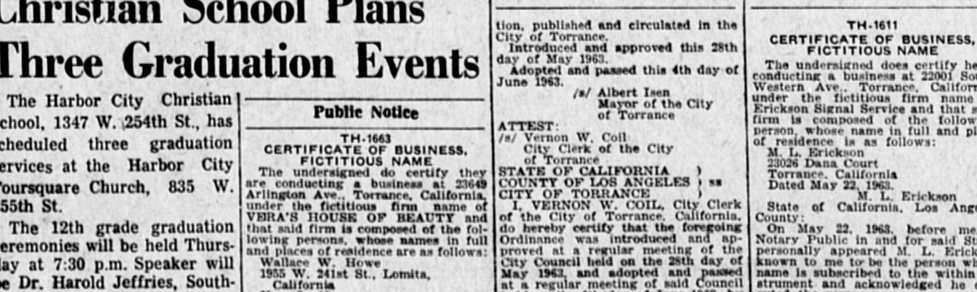 Christian School Plans
Three Graduation Events
The Harbor City Christian
School, 1347 W. 254th St., has
scheduled three graduation
services at the Harbor City
Foursquare Church, 835 W.
255th St.
The 12th grade graduation
ceremonies will be held Thurs-
day at 7:30 p.m. Speaker will
be Dr. Harold Jeffries, South-
Public Notice
TH-1663
CERTIFICATE OF BUSINESS,
FICTITIOUS NAME
The undersigned do certify they
are conducting a business at 23649
Arlington Ave., Torrance, California,
under the fictitious firm name of
VERA'S HOUSE OF BEAUTY and
that said firm is composed of the fol-
lowing persons, whose names in full
and places of residence are as follows:
Wallace W. Howe
1955 W. 241st St., Lomita,
California
tion, published and circulated in the
City of Torrance.
Introduced and approved this 28th
day of May 1963.
Adopted and passed this 4th day of
June 1963.
/s/ Albert Isen
Mayor of the City
of Torrance
ATTEST:
/s/ Vernon W. Coil
City Clerk of the City
of Torrance
STATE OF CALIFORNIA )
COUNTY OF LOS ANGELES ) ss
CITY OF TORRANCE )
I, VERNON W. COIL, City Clerk
of the City of Torrance, California,
do hereby certify that the foregoing
Ordinance was introduced and ap-
proved at a regular meeting of the
City Council held on the 28th day of
May 1963, and adopted and passed
at a regular meeting of said Council
TH-1611
CERTIFICATE OF BUSINESS,
FICTITIOUS NAME
The undersigned does certify he
conducting a business at 22001 So
Western Ave., Torrance, Californ
under the fictitious firm name
Erickson Signal Service and that s
firm is composed of the follow
person, whose name in full and p
of residence is as follows:
M. L. Erickson
23026 Dana Court
Torrance, California
Dated May 22, 1963.
M. L. Erickson
State of California, Los Ang
County:
On May 22, 1963, before me,
Notary Public in and for said St
personally appeared M. L. Erick
known to me to be the person wh
name is subscribed to the within
strument and acknowledged he